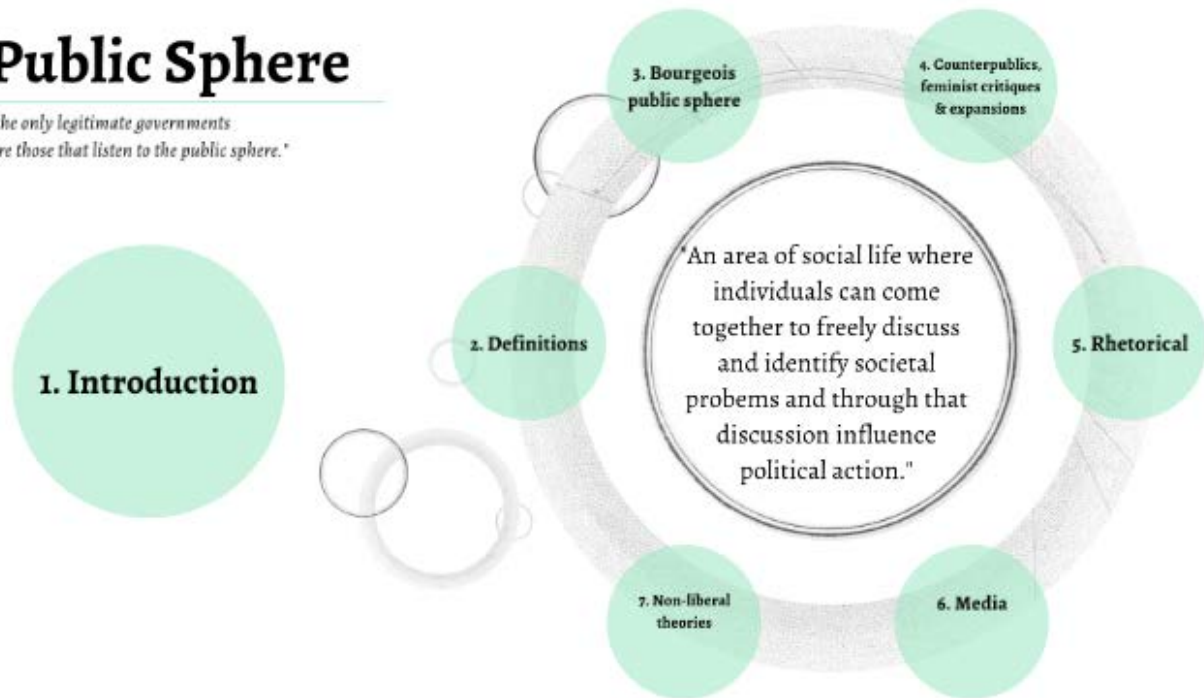 Public Sphere
he only legitimate governments
re those that listen to the public sphere."
1. Introduction
2. Definitions
3. Bourgeois
public sphere
4. Counterpublics,
feminist critiques
& expansions
5. Rhetorical
6. Media
7. Non-liberal
theories
"An area of social life where
individuals can come
together to freely discuss
and identify societal
probems and through that
discussion influence
political action."